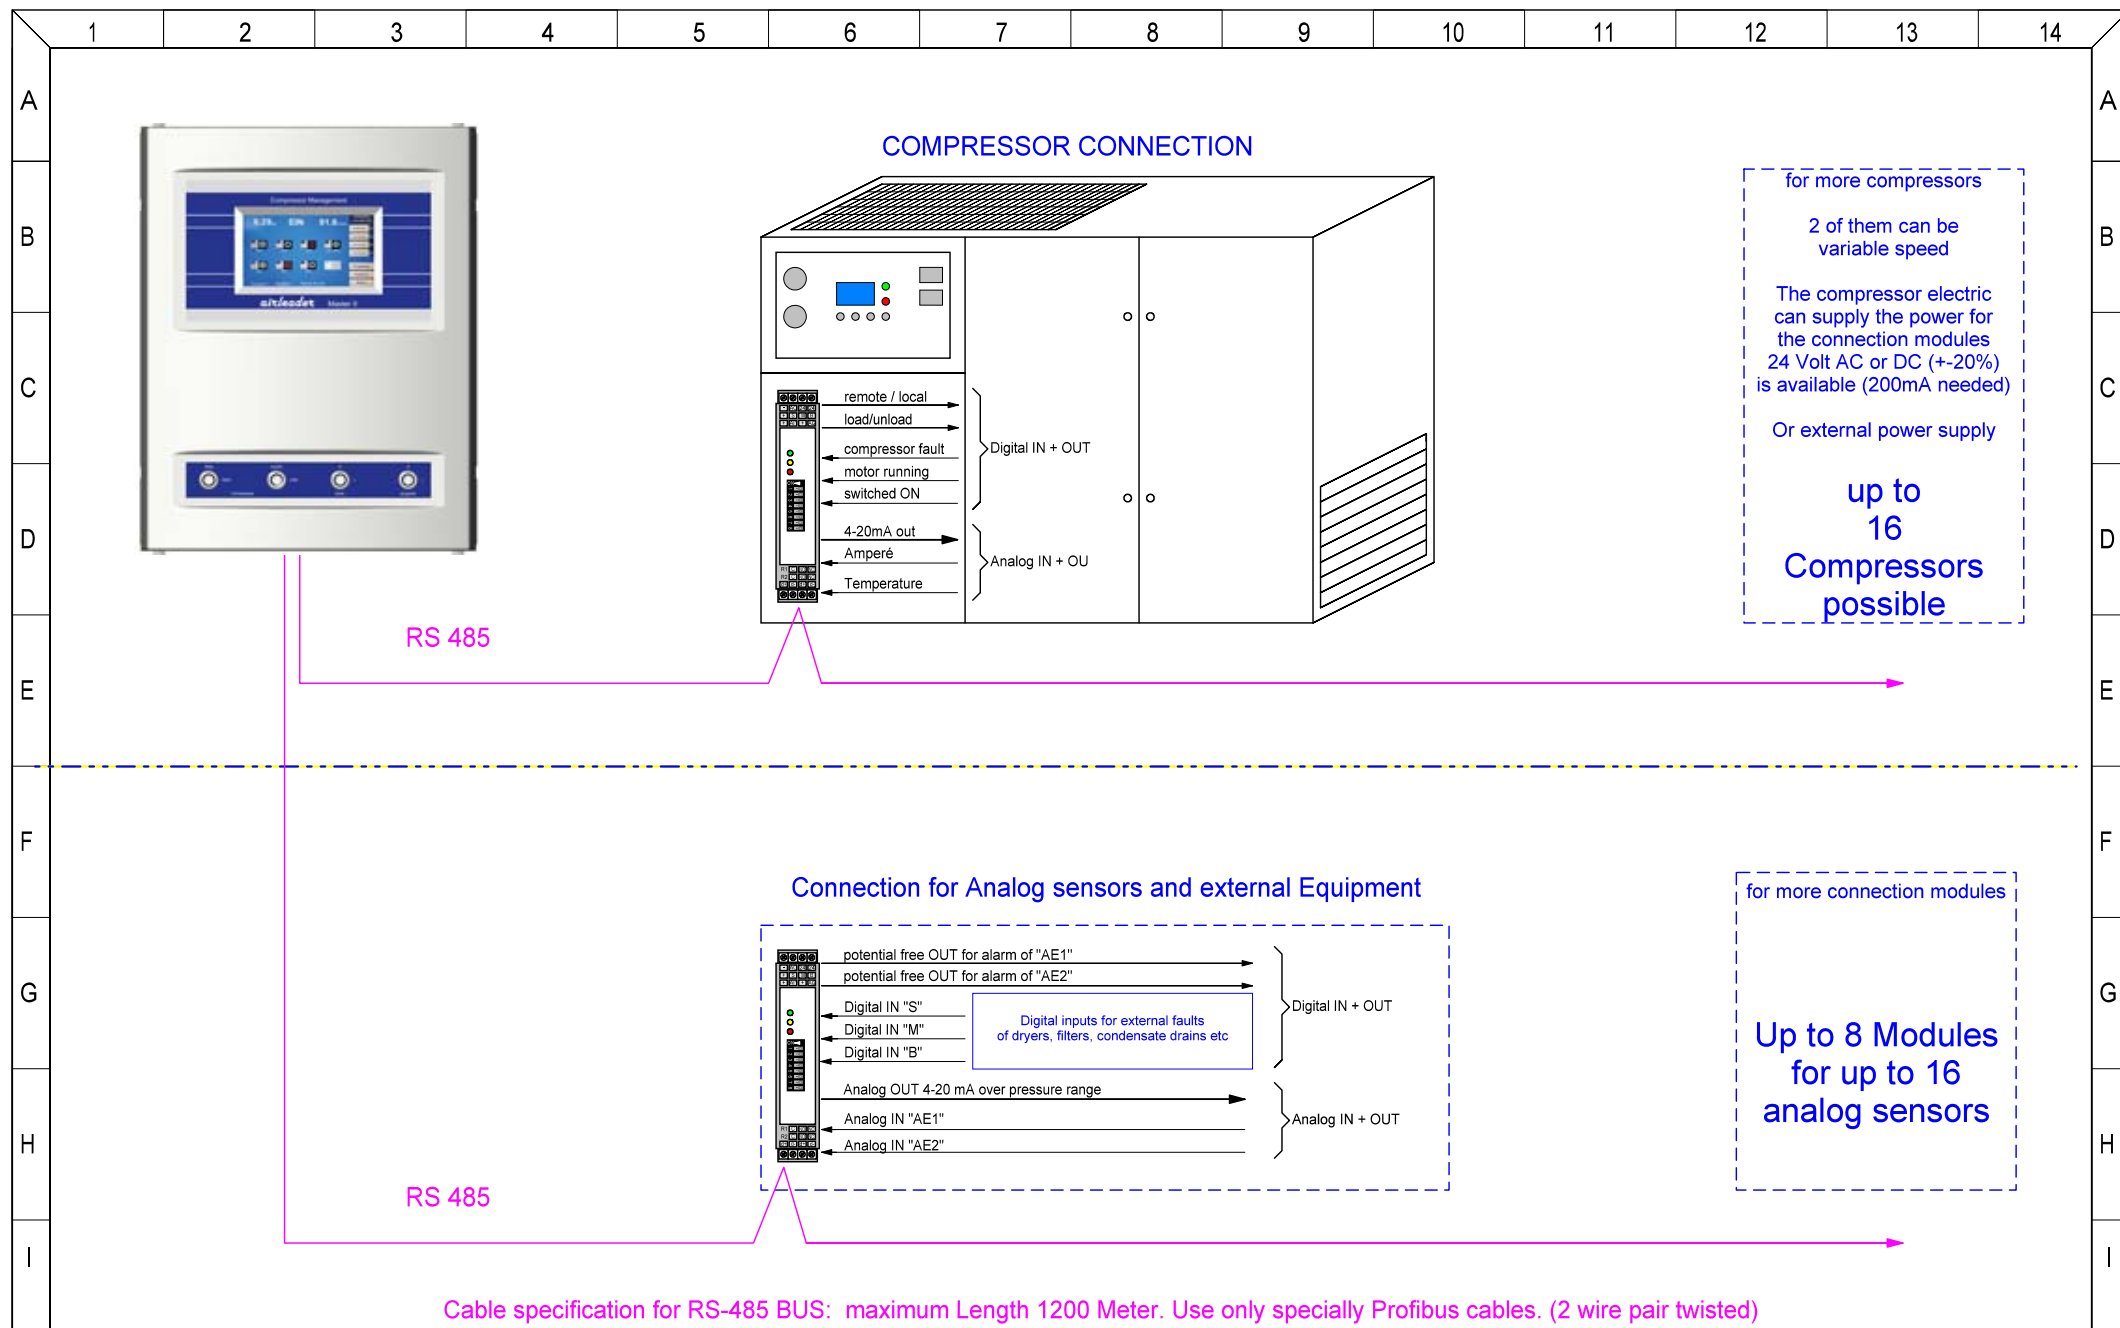 1 2 3 4 5 6 7 8 9 10 11 12 13 14
A A
B B
C C
D D
E E
F F
G G
H H
I I
Compressor Management
EIN
airleader Master II
COMPRESSOR CONNECTION
remote / local
load/unload
compressor fault
motor running
switched ON
Digital IN + OUT
4-20mA out
Amperé
Temperature
Analog IN + OU
for more compressors
2 of them can be
variable speed
The compressor electric
can supply the power for
the connection modules
24 Volt AC or DC (+-20%)
is available (200mA needed)
Or external power supply
up to
16
Compressors
possible
RS 485
Connection for Analog sensors and external Equipment
potential free OUT for alarm of "AE1"
potential free OUT for alarm of "AE2"
Digital IN "S"
Digital IN "M"
Digital IN "B"
Digital inputs for external faults
of dryers, filters, condensate drains etc
Digital IN + OUT
Analog OUT 4-20 mA over pressure range
Analog IN "AE1"
Analog IN "AE2"
Analog IN + OUT
for more connection modules
Up to 8 Modules
for up to 16
analog sensors
RS 485
Cable specification for RS-485 BUS: maximum Length 1200 Meter. Use only specially Profibus cables. (2 wire pair twisted)